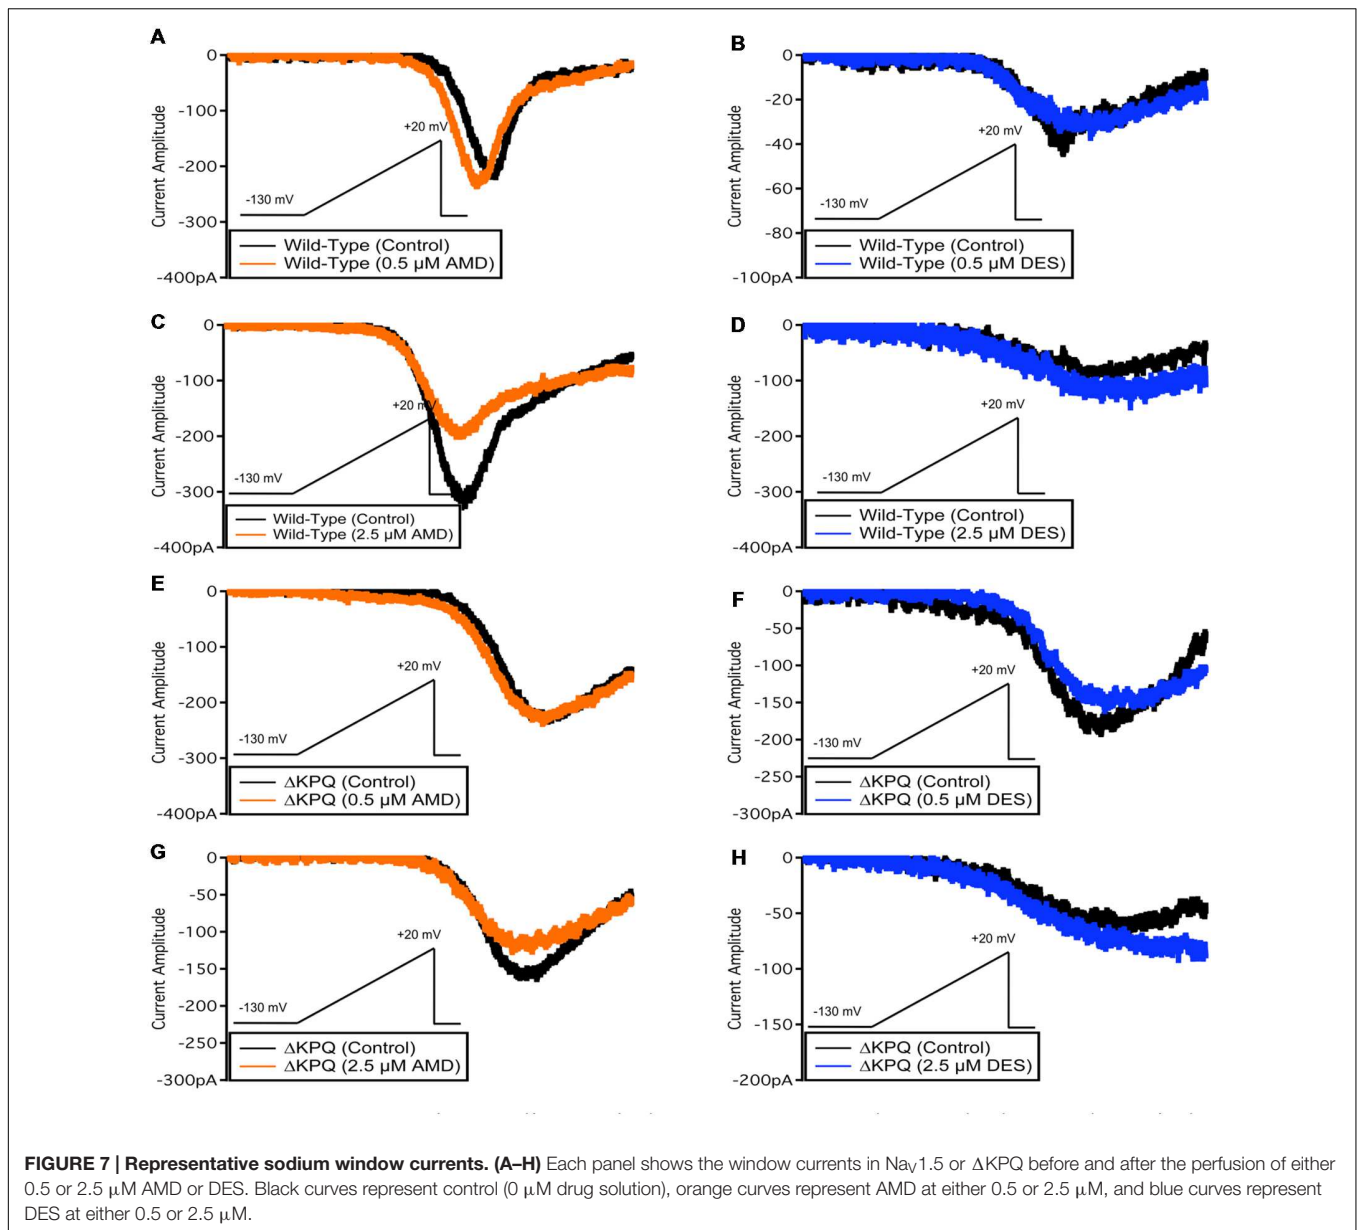 A
0
-100
-200
-300
-400pA
Current Amplitude
+20 mV
-130 mV
Wild-Type (Control)
Wild-Type (0.5 µM AMD)
B
0
-20
-40
-60
-80
-100pA
Current Amplitude
+20 mV
-130 mV
Wild-Type (Control)
Wild-Type (0.5 µM DES)
C
0
-100
-200
-300
-400pA
Current Amplitude
+20 mV
-130 mV
Wild-Type (Control)
Wild-Type (2.5 µM AMD)
D
0
-100
-200
-300
-400pA
Current Amplitude
+20 mV
-130 mV
Wild-Type (Control)
Wild-Type (2.5 µM DES)
E
0
-100
-200
-300
-400pA
Current Amplitude
+20 mV
-130 mV
ΔKPQ (Control)
ΔKPQ (0.5 µM AMD)
F
0
-50
-100
-150
-200
-250
-300pA
Current Amplitude
+20 mV
-130 mV
ΔKPQ (Control)
ΔKPQ (0.5 µM DES)
G
0
-50
-100
-150
-200
-250
-300pA
Current Amplitude
+20 mV
-130 mV
ΔKPQ (Control)
ΔKPQ (2.5 µM AMD)
H
0
-50
-100
-150
-200pA
Current Amplitude
+20 mV
-130 mV
ΔKPQ (Control)
ΔKPQ (2.5 µM DES)
FIGURE 7 | Representative sodium window currents. (A–H) Each panel shows the window currents in NaV1.5 or ΔKPQ before and after the perfusion of either
0.5 or 2.5 µM AMD or DES. Black curves represent control (0 µM drug solution), orange curves represent AMD at either 0.5 or 2.5 µM, and blue curves represent
DES at either 0.5 or 2.5 µM.